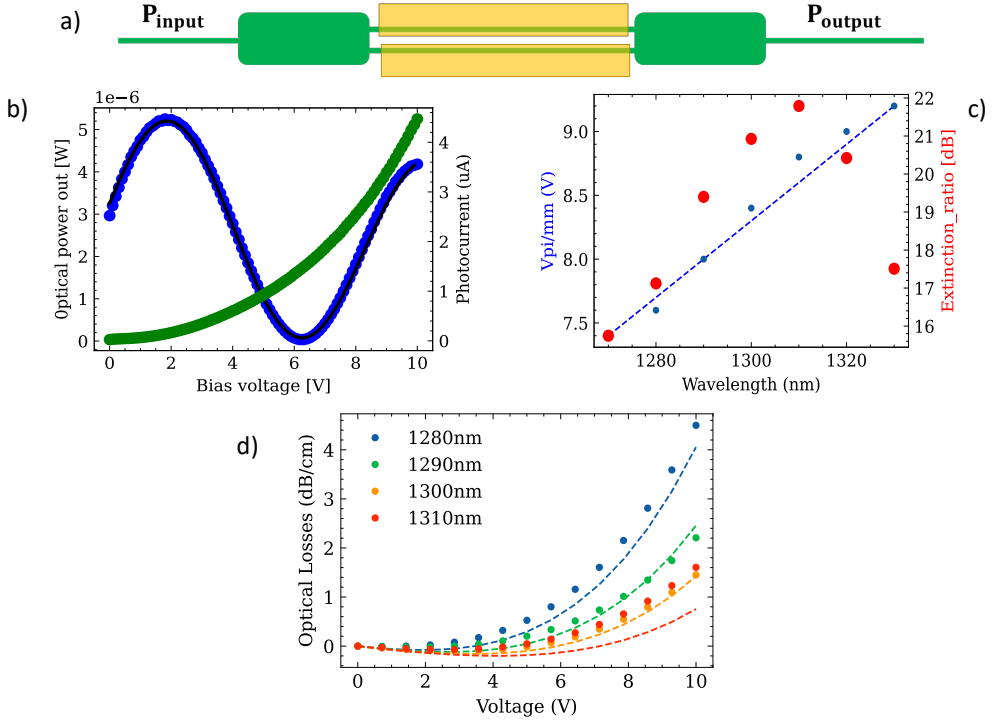 a)
P_input
P_output
b)
1e−6
5
4
3
2
1
0
Optical power out [W]
4
3
2
1
0
Photocurrent (uA)
0 2 4 6 8 10
Bias voltage [V]
c)
9.0
8.5
8.0
7.5
Vpi/mm (V)
22
21
20
19
18
17
16
Extinction_ratio [dB]
1280 1300 1320
Wavelength (nm)
d)
4
3
2
1
0
Optical Losses (dB/cm)
1280nm
1290nm
1300nm
1310nm
0 2 4 6 8 10
Voltage (V)